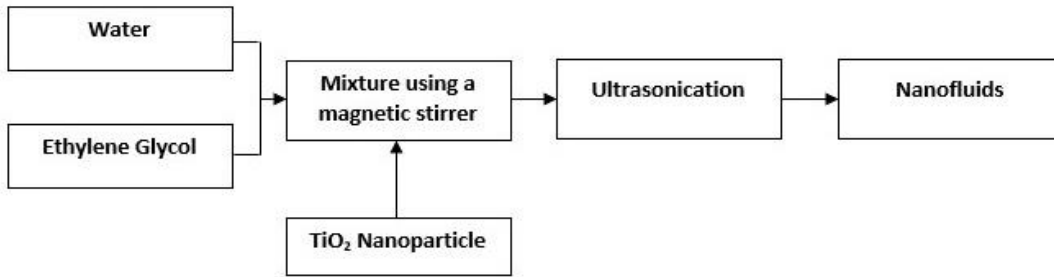 Water
Ethylene Glycol
Mixture using a
magnetic stirrer
Ultrasonication
Nanofluids
TiO₂ Nanoparticle